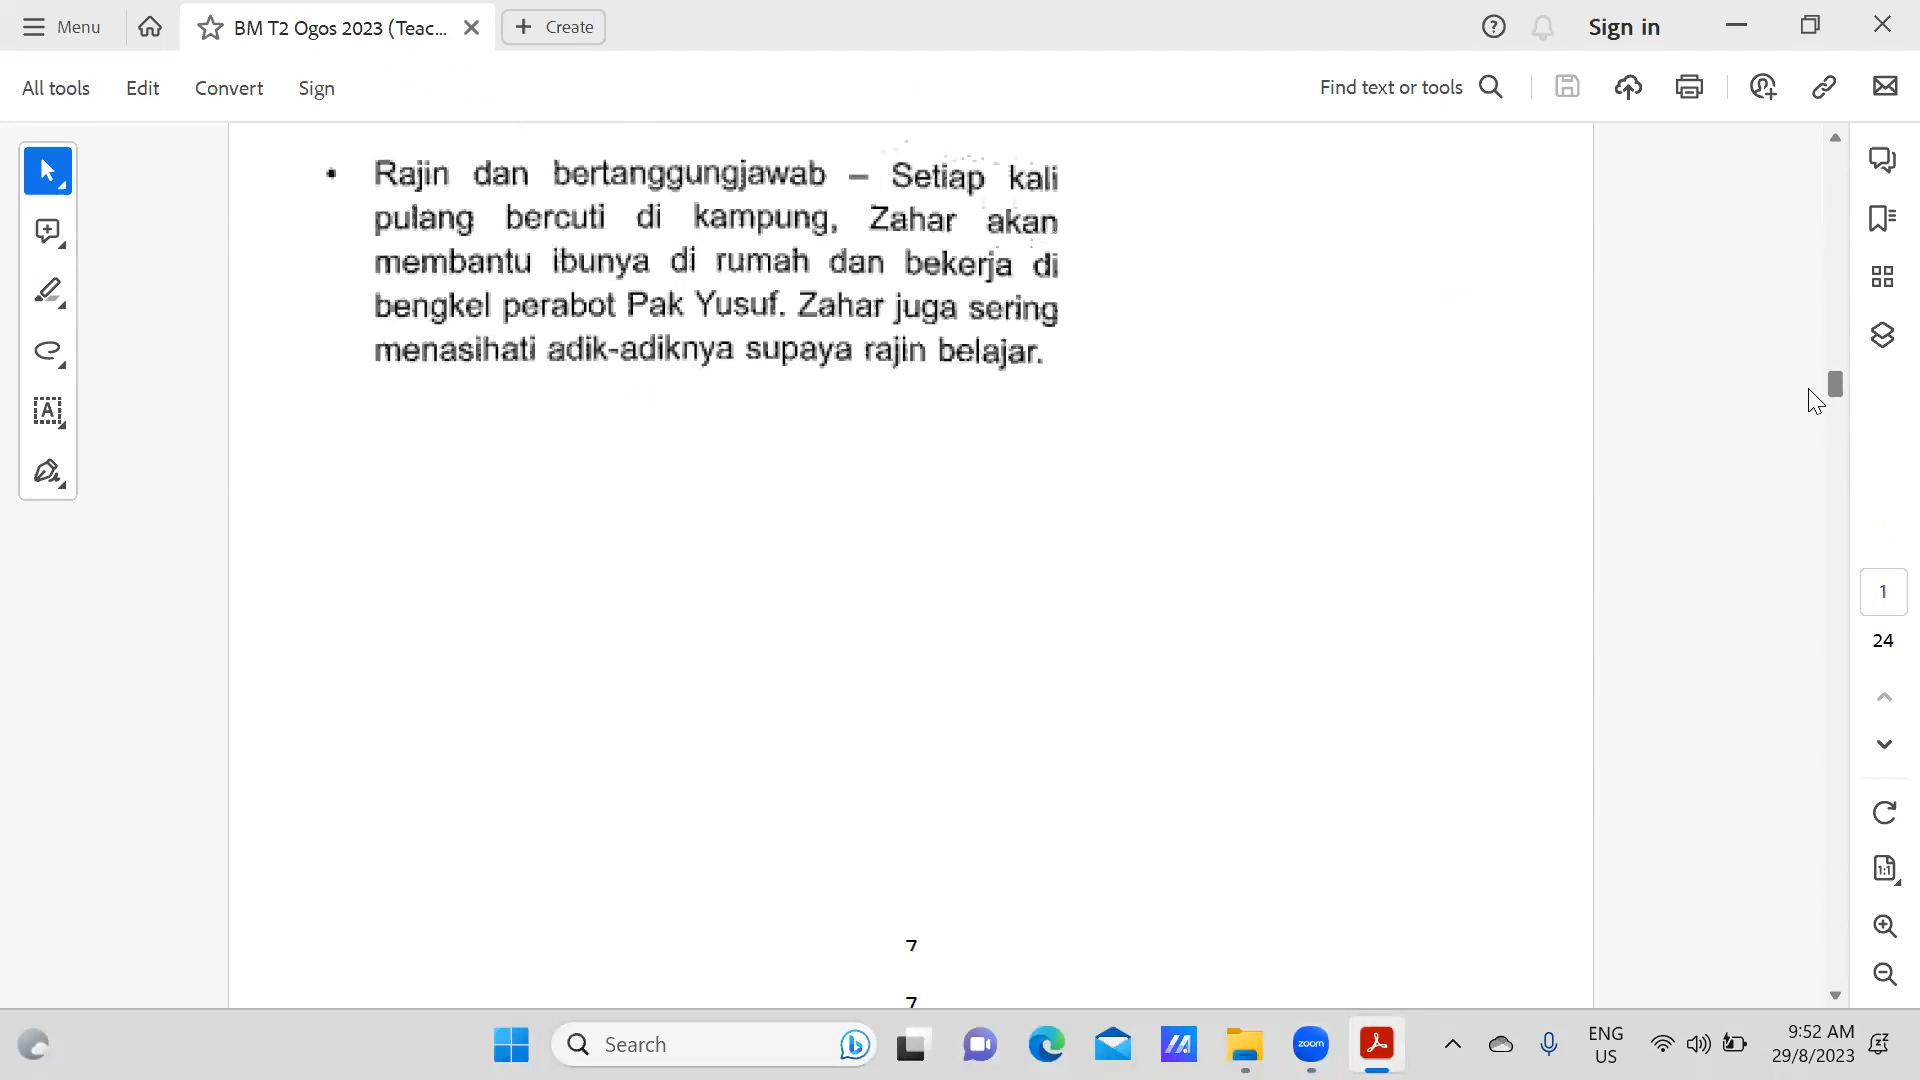 Menu
BM T2 Ogos 2023 (Teac...
Create
Sign in
All tools
Edit
Convert
Sign
Find text or tools
• Rajin dan bertanggungjawab – Setiap kali
pulang bercuti di kampung, Zahar akan
membantu ibunya di rumah dan bekerja di
bengkel perabot Pak Yusuf. Zahar juga sering
menasihati adik-adiknya supaya rajin belajar.
7
7
1
24
1:1
Search
zoom
ENG
US
9:52 AM
29/8/2023